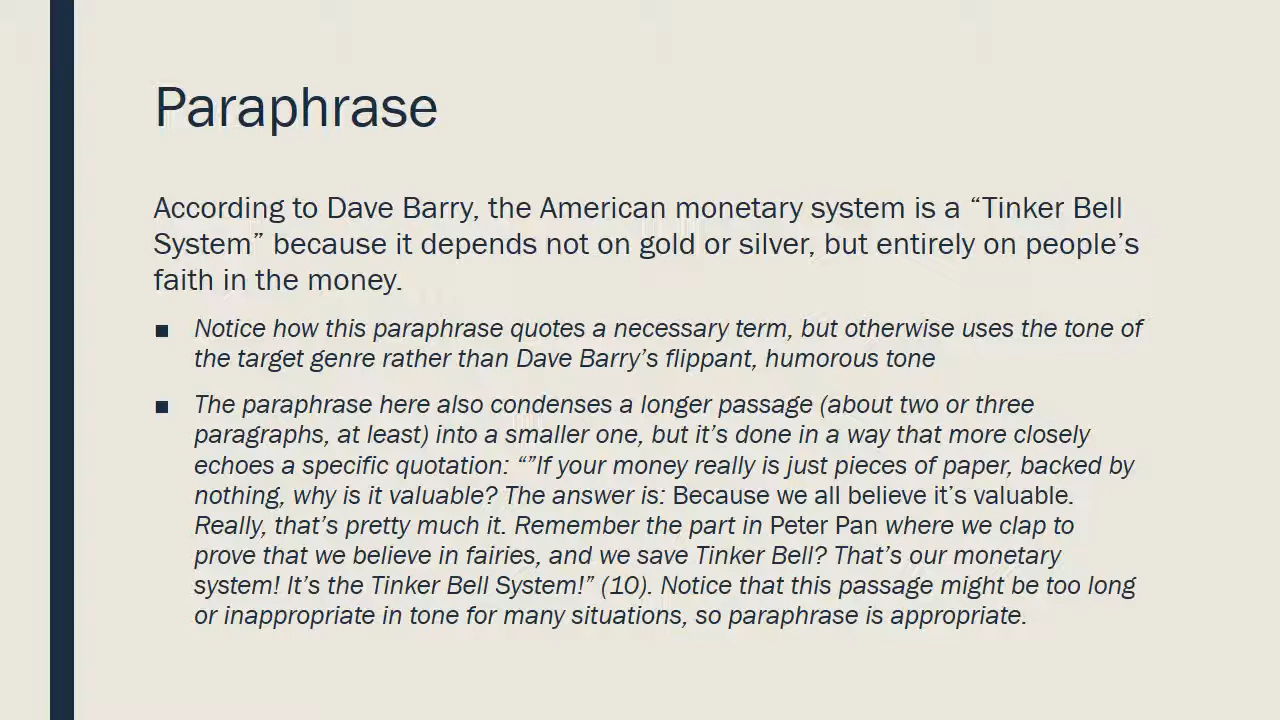 Paraphrase
According to Dave Barry, the American monetary system is a “Tinker Bell
System” because it depends not on gold or silver, but entirely on people’s
faith in the money.
■ Notice how this paraphrase quotes a necessary term, but otherwise uses the tone of
the target genre rather than Dave Barry’s flippant, humorous tone
■ The paraphrase here also condenses a longer passage (about two or three
paragraphs, at least) into a smaller one, but it’s done in a way that more closely
echoes a specific quotation: “”If your money really is just pieces of paper, backed by
nothing, why is it valuable? The answer is: Because we all believe it’s valuable.
Really, that’s pretty much it. Remember the part in Peter Pan where we clap to
prove that we believe in fairies, and we save Tinker Bell? That’s our monetary
system! It’s the Tinker Bell System!” (10). Notice that this passage might be too long
or inappropriate in tone for many situations, so paraphrase is appropriate.